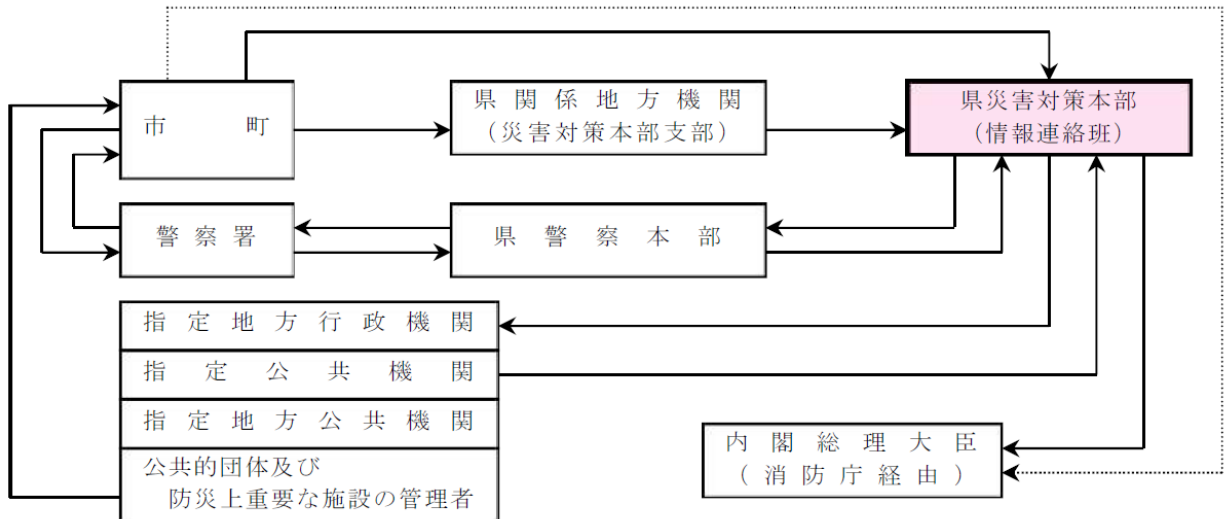 市町
県関係地方機関
（災害対策本部支部）
県災害対策本部
（情報連絡班）
警察署
県警察本部
指定地方行政機関
指定公共機関
指定地方公共機関
公共的団体及び
防災上重要な施設の管理者
内閣総理大臣
（消防庁経由）